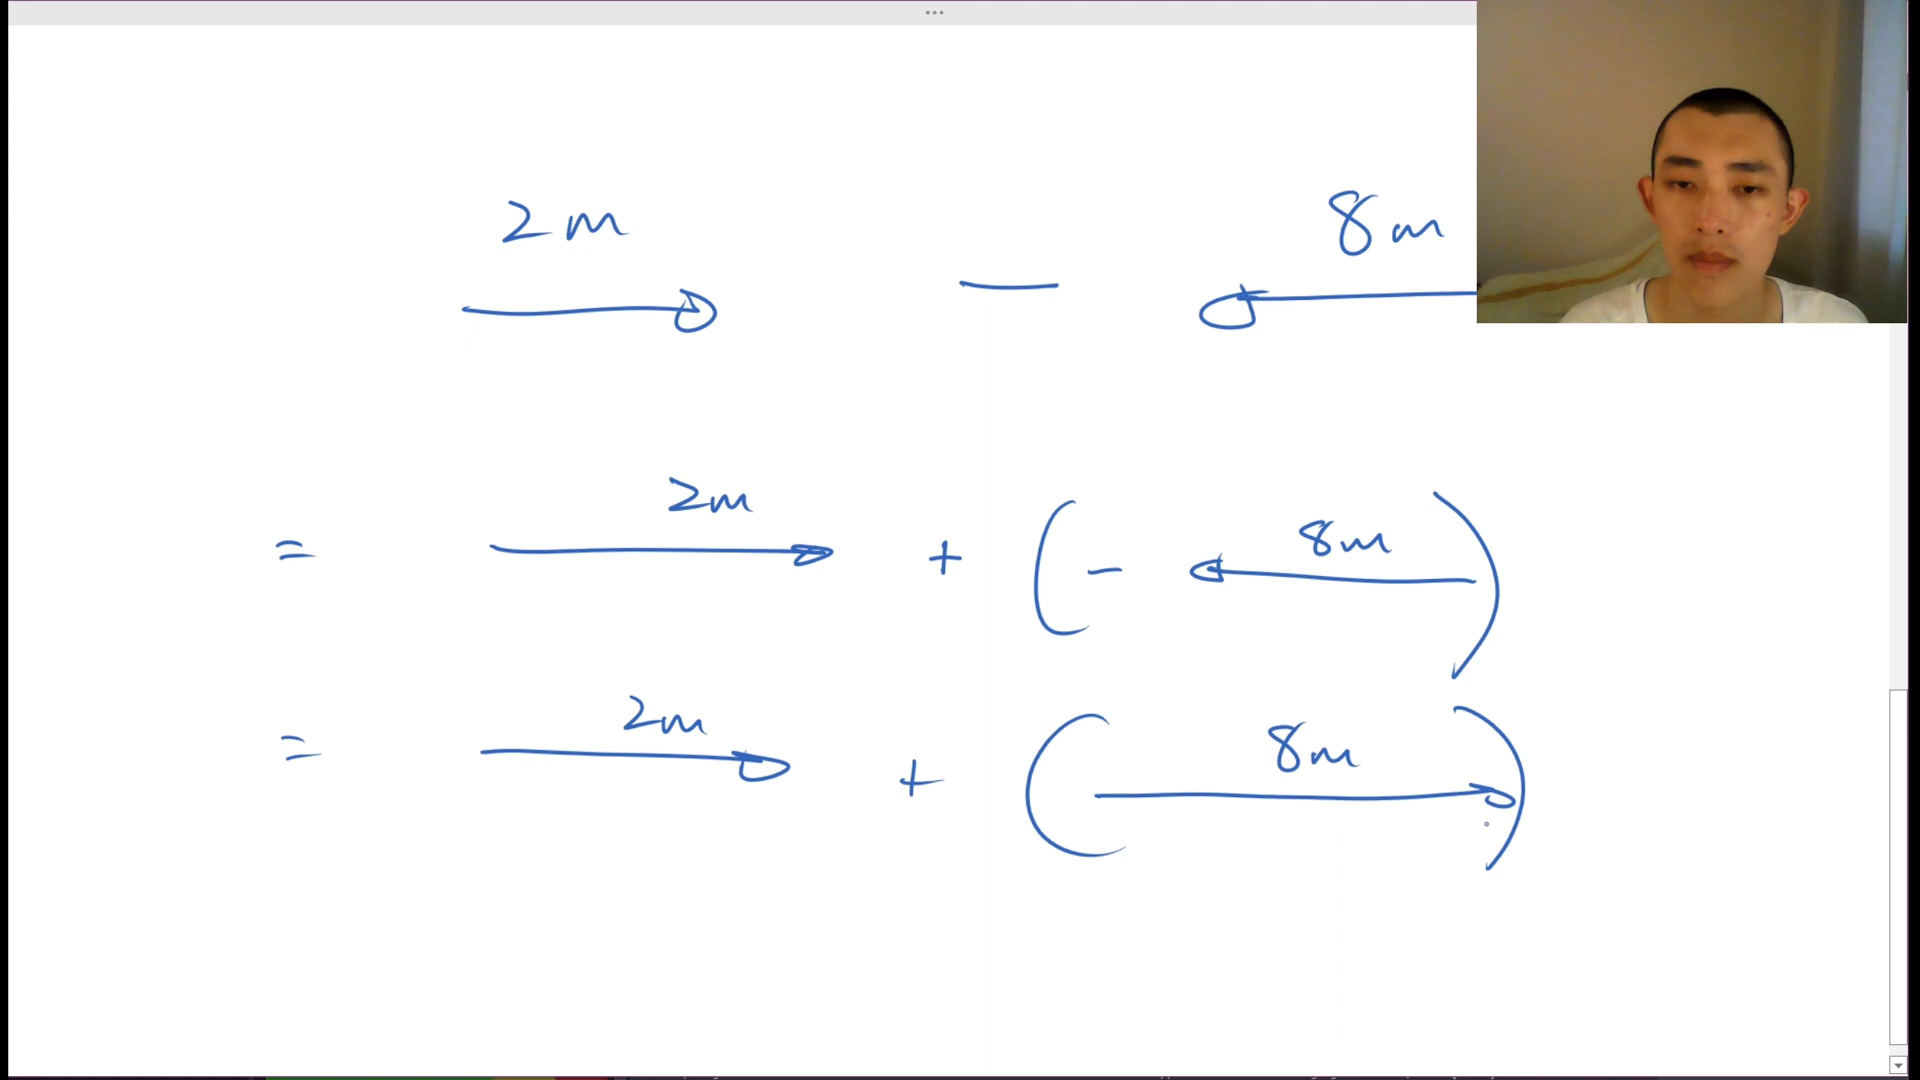 2m — 8m
= 2m + (- 8m)
= 2m + (8m)